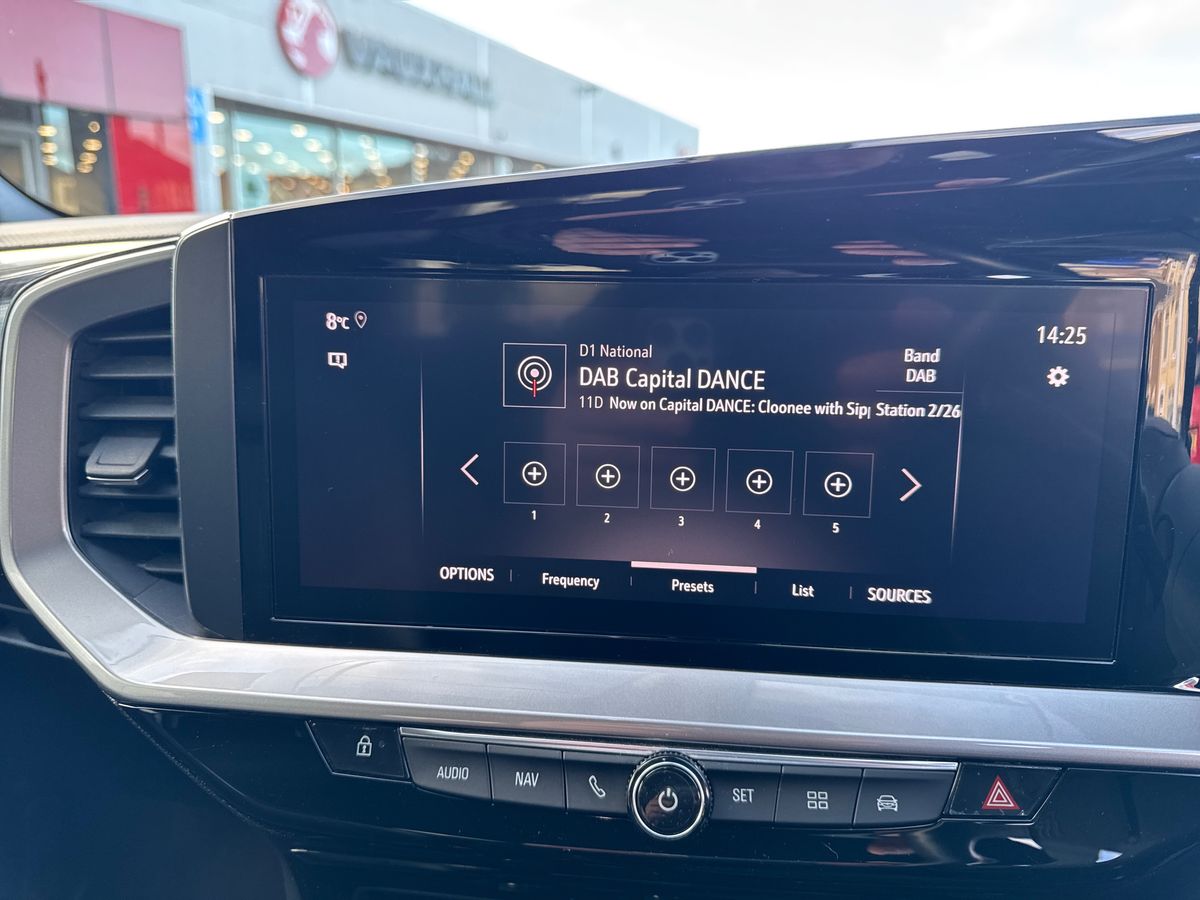 VAUXHALL
8°C
14:25
D1 National
DAB Capital DANCE
11D Now on Capital DANCE: Cloonee with Sip
Station 2/26
Band
DAB
1
2
3
4
5
OPTIONS
Frequency
Presets
List
SOURCES
AUDIO
NAV
SET